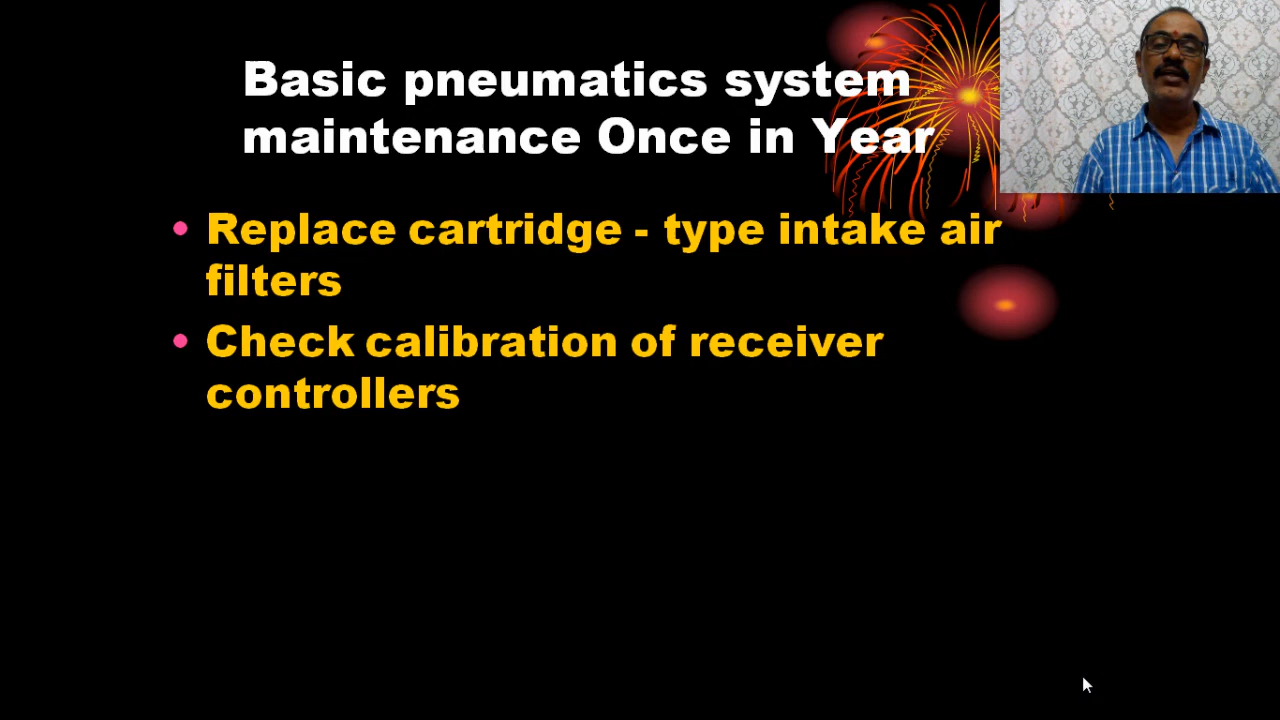 Basic pneumatics system
maintenance Once in Year
• Replace cartridge - type intake air
filters
• Check calibration of receiver
controllers